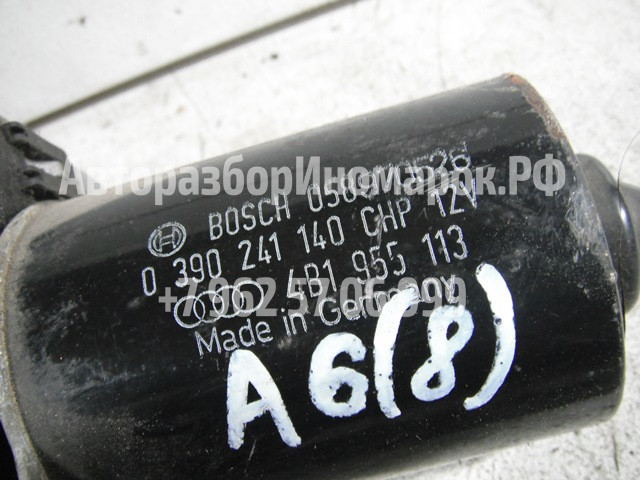 АвторазборИномарок.РФ
BOSCH
0 390 241 140 CHP 12V
4B1 955 113
Made in Germany
A6(8)